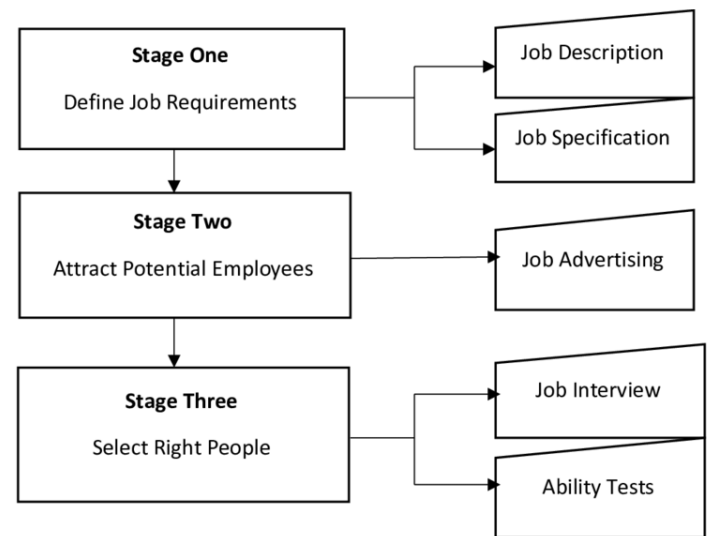 Stage One
Define Job Requirements
Job Description
Job Specification
Stage Two
Attract Potential Employees
Job Advertising
Stage Three
Select Right People
Job Interview
Ability Tests